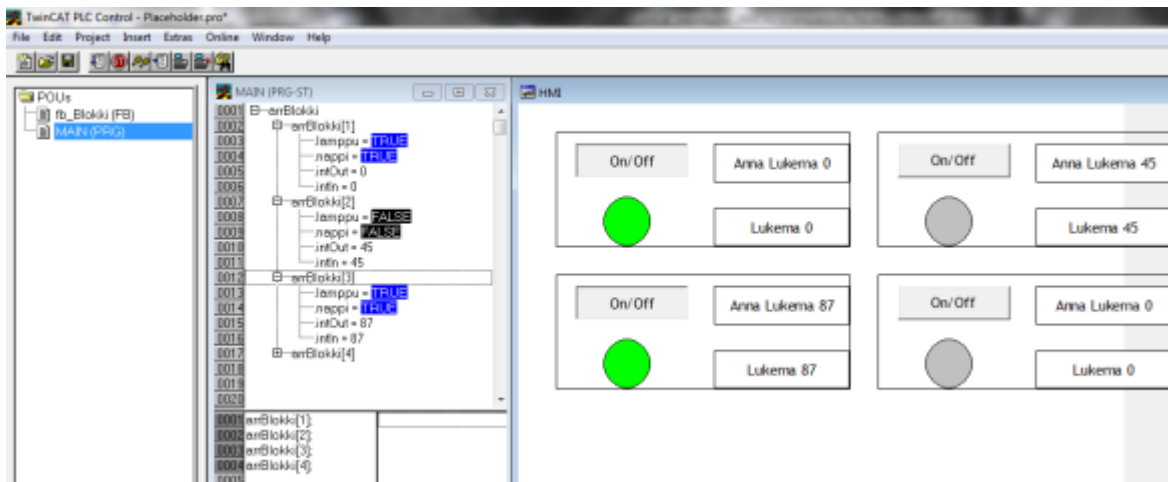 TwinCAT PLC Control - Placeholder.pro*
File Edit Project Insert Extras Online Window Help
POUs
fb_Blokki (FB)
MAIN (PRG)
MAIN (PRG-ST)
0001 arrBlokki
0002 arrBlokki[1]
0003 .lamppu = TRUE
0004 .nappi = TRUE
0005 .intOut = 0
0006 .intIn = 0
0007 arrBlokki[2]
0008 .lamppu = FALSE
0009 .nappi = FALSE
0010 .intOut = 45
0011 .intIn = 45
0012 arrBlokki[3]
0013 .lamppu = TRUE
0014 .nappi = TRUE
0015 .intOut = 87
0016 .intIn = 87
0017 arrBlokki[4]
0018
0019
0020
0001 arrBlokki[1];
0002 arrBlokki[2];
0003 arrBlokki[3];
0004 arrBlokki[4];
0005
HMI
On/Off Anna Lukema 0
Lukema 0
On/Off Anna Lukema 45
Lukema 45
On/Off Anna Lukema 87
Lukema 87
On/Off Anna Lukema 0
Lukema 0